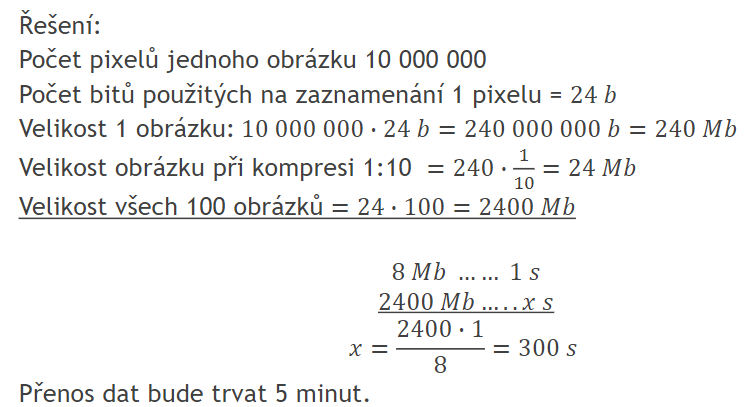 Řešení:
Počet pixelů jednoho obrázku 10 000 000
Počet bitů použitých na zaznamenání 1 pixelu = 24 b
Velikost 1 obrázku: 10 000 000 · 24 b = 240 000 000 b = 240 Mb
Velikost obrázku při kompresi 1:10 = 240 · 1/10 = 24 Mb
Velikost všech 100 obrázků = 24 · 100 = 2400 Mb
8 Mb …… 1 s
2400 Mb ….. x s
x = 2400 · 1 / 8 = 300 s
Přenos dat bude trvat 5 minut.